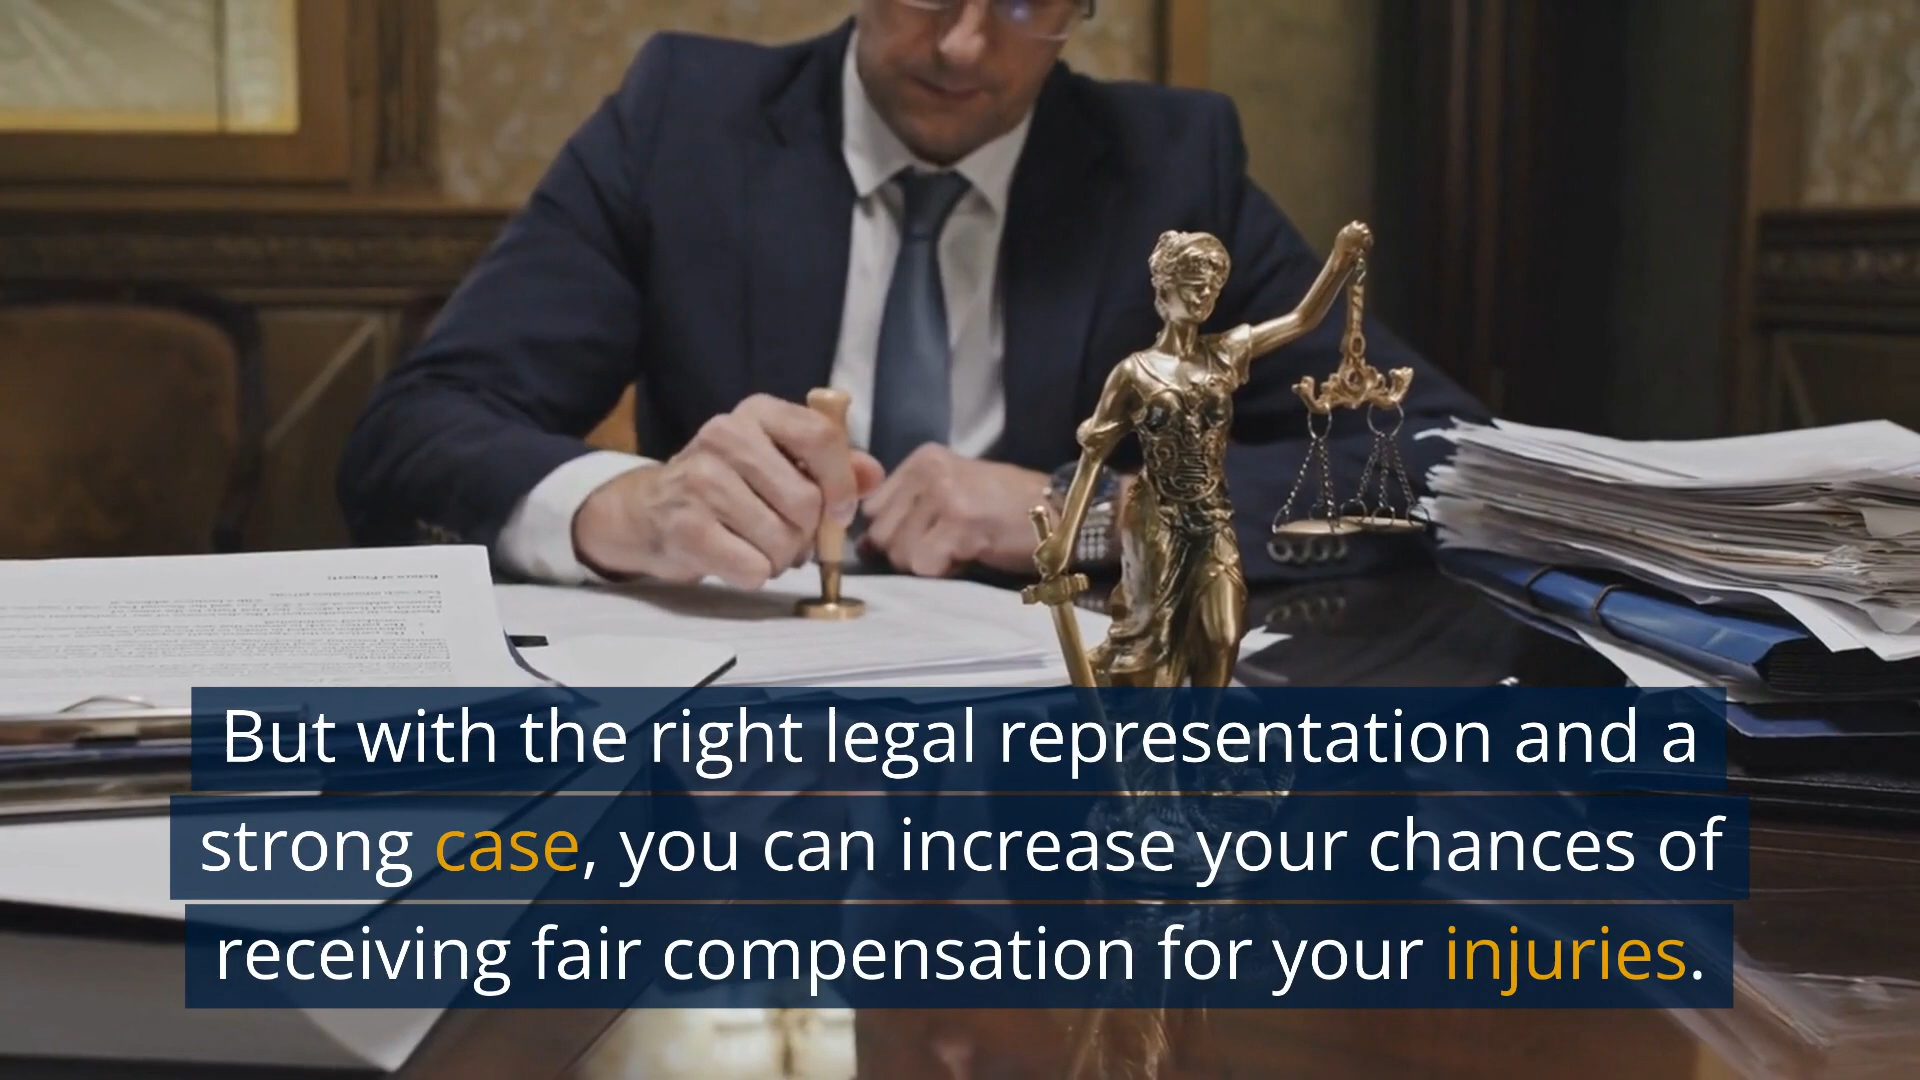 But with the right legal representation and a
strong case, you can increase your chances of
receiving fair compensation for your injuries.